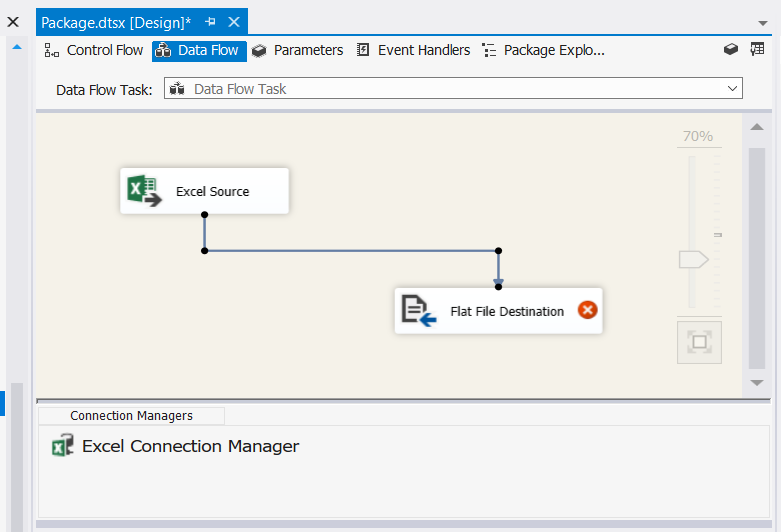 Package.dtsx [Design]*
Control Flow Data Flow Parameters Event Handlers Package Explo...
Data Flow Task: Data Flow Task
70%
Excel Source
Flat File Destination
Connection Managers
Excel Connection Manager